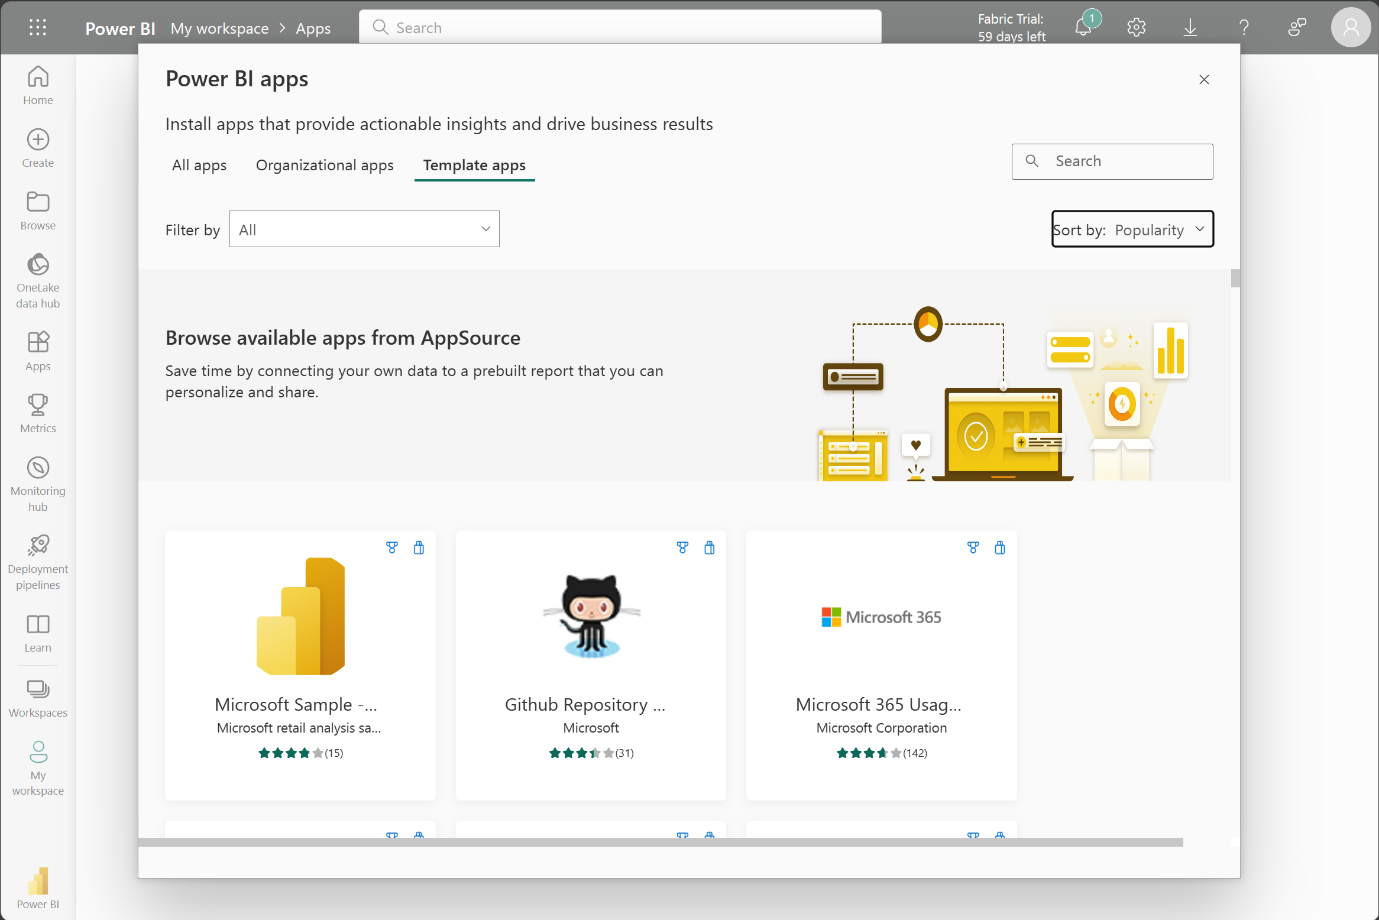 Power BI
My workspace
Apps
Search
Fabric Trial:
59 days left
1
Home
Create
Browse
OneLake
data hub
Apps
Metrics
Monitoring
hub
Deployment
pipelines
Learn
Workspaces
My
workspace
Power BI
Power BI apps
Install apps that provide actionable insights and drive business results
All apps
Organizational apps
Template apps
Search
Filter by
All
Sort by: Popularity
Browse available apps from AppSource
Save time by connecting your own data to a prebuilt report that you can
personalize and share.
Microsoft Sample -...
Microsoft retail analysis sa...
(15)
Github Repository ...
Microsoft
(31)
Microsoft 365
Microsoft 365 Usag...
Microsoft Corporation
(142)